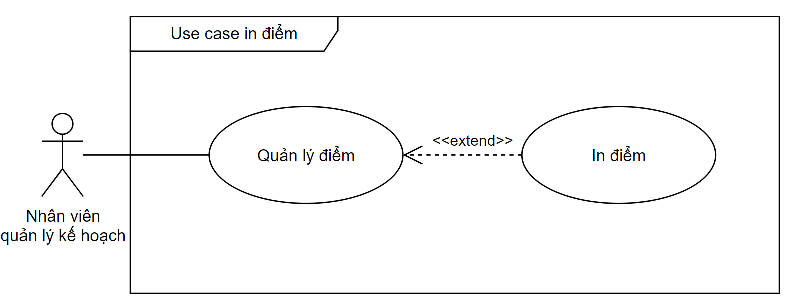 Use case in điểm
<<extend>>
Quản lý điểm
In điểm
Nhân viên
quản lý kế hoạch